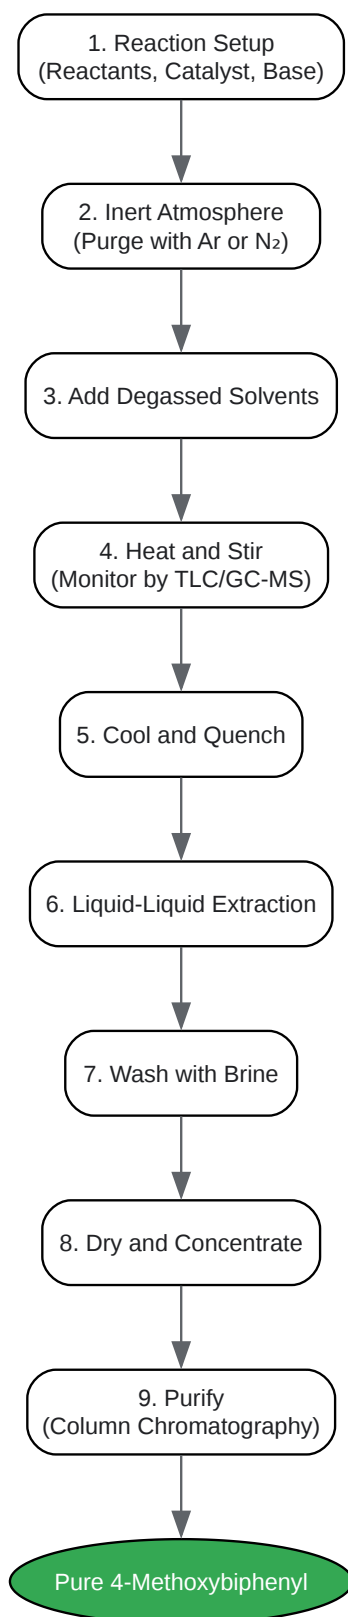 1. Reaction Setup
(Reactants, Catalyst, Base)
2. Inert Atmosphere
(Purge with Ar or N₂)
3. Add Degassed Solvents
4. Heat and Stir
(Monitor by TLC/GC-MS)
5. Cool and Quench
6. Liquid-Liquid Extraction
7. Wash with Brine
8. Dry and Concentrate
9. Purify
(Column Chromatography)
Pure 4-Methoxybiphenyl